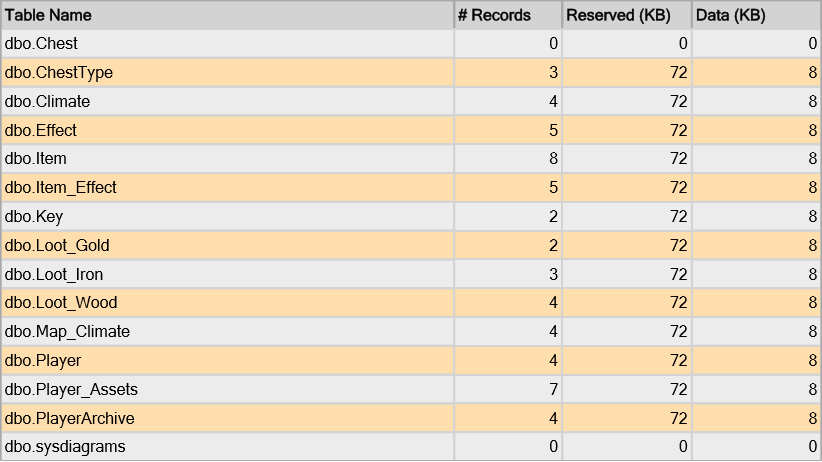 Table Name # Records Reserved (KB) Data (KB)
dbo.Chest 0 0 0
dbo.ChestType 3 72 8
dbo.Climate 4 72 8
dbo.Effect 5 72 8
dbo.Item 8 72 8
dbo.Item_Effect 5 72 8
dbo.Key 2 72 8
dbo.Loot_Gold 2 72 8
dbo.Loot_Iron 3 72 8
dbo.Loot_Wood 4 72 8
dbo.Map_Climate 4 72 8
dbo.Player 4 72 8
dbo.Player_Assets 7 72 8
dbo.PlayerArchive 4 72 8
dbo.sysdiagrams 0 0 0